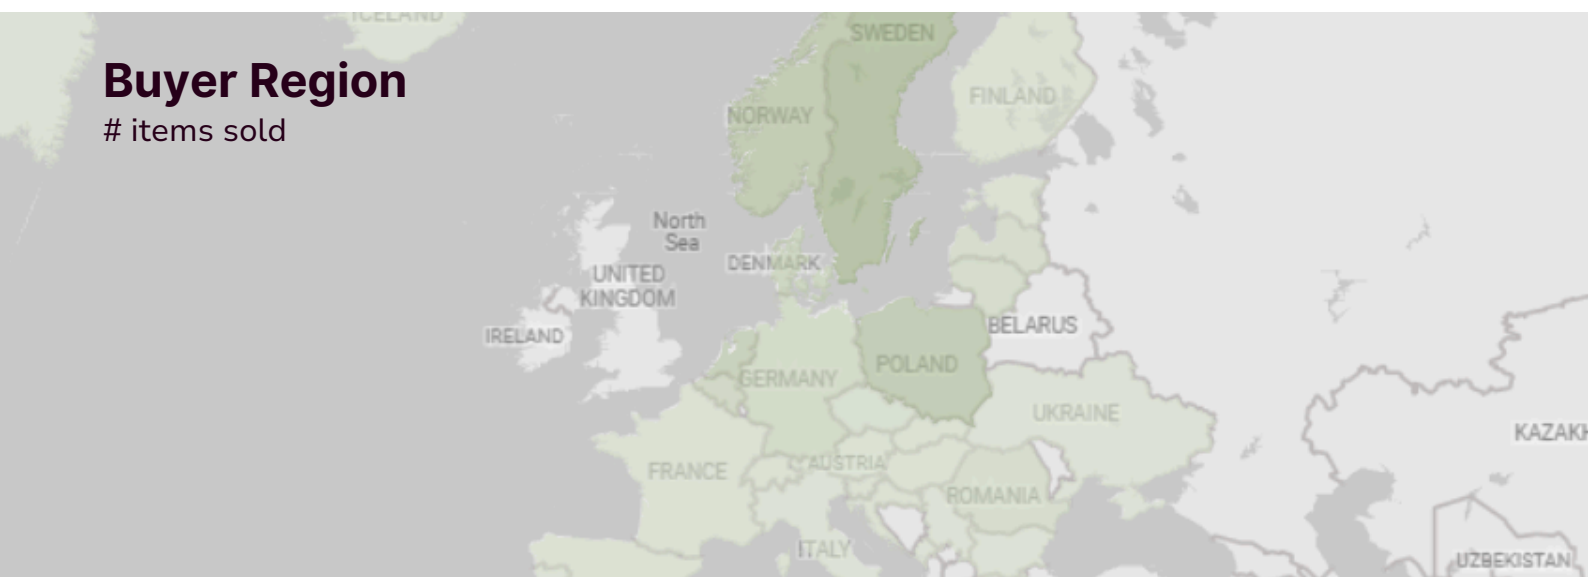 ICELAND
SWEDEN
Buyer Region
FINLAND
NORWAY
# items sold
North
Sea
DENMARK
UNITED
KINGDOM
BELARUS
IRELAND
POLAND
GERMANY
UKRAINE
KAZAKH
FRANCE
AUSTRIA
ROMANIA
ITALY
UZBEKISTAN